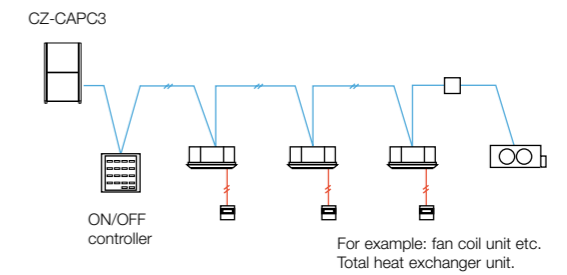 CZ-CAPC3
ON/OFF
controller
For example: fan coil unit etc.
Total heat exchanger unit.